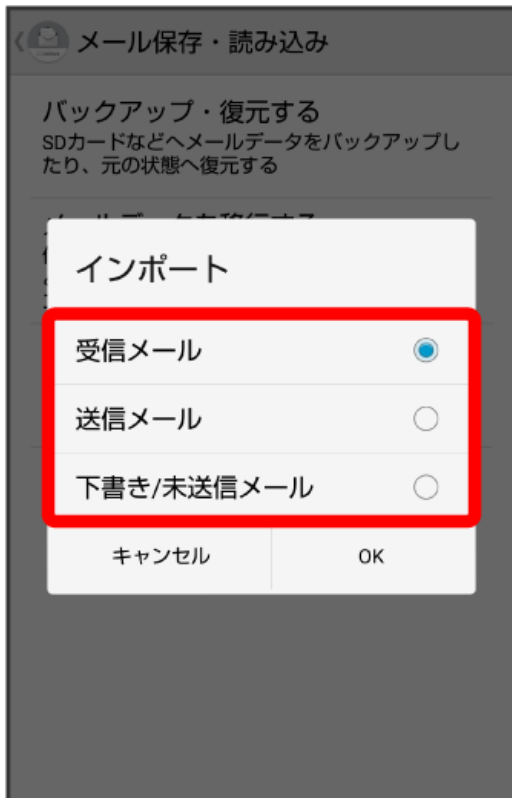 メール保存・読み込み
バックアップ・復元する
SDカードなどへメールデータをバックアップし
たり、元の状態へ復元する
インポート
受信メール
送信メール
下書き/未送信メール
キャンセル
OK